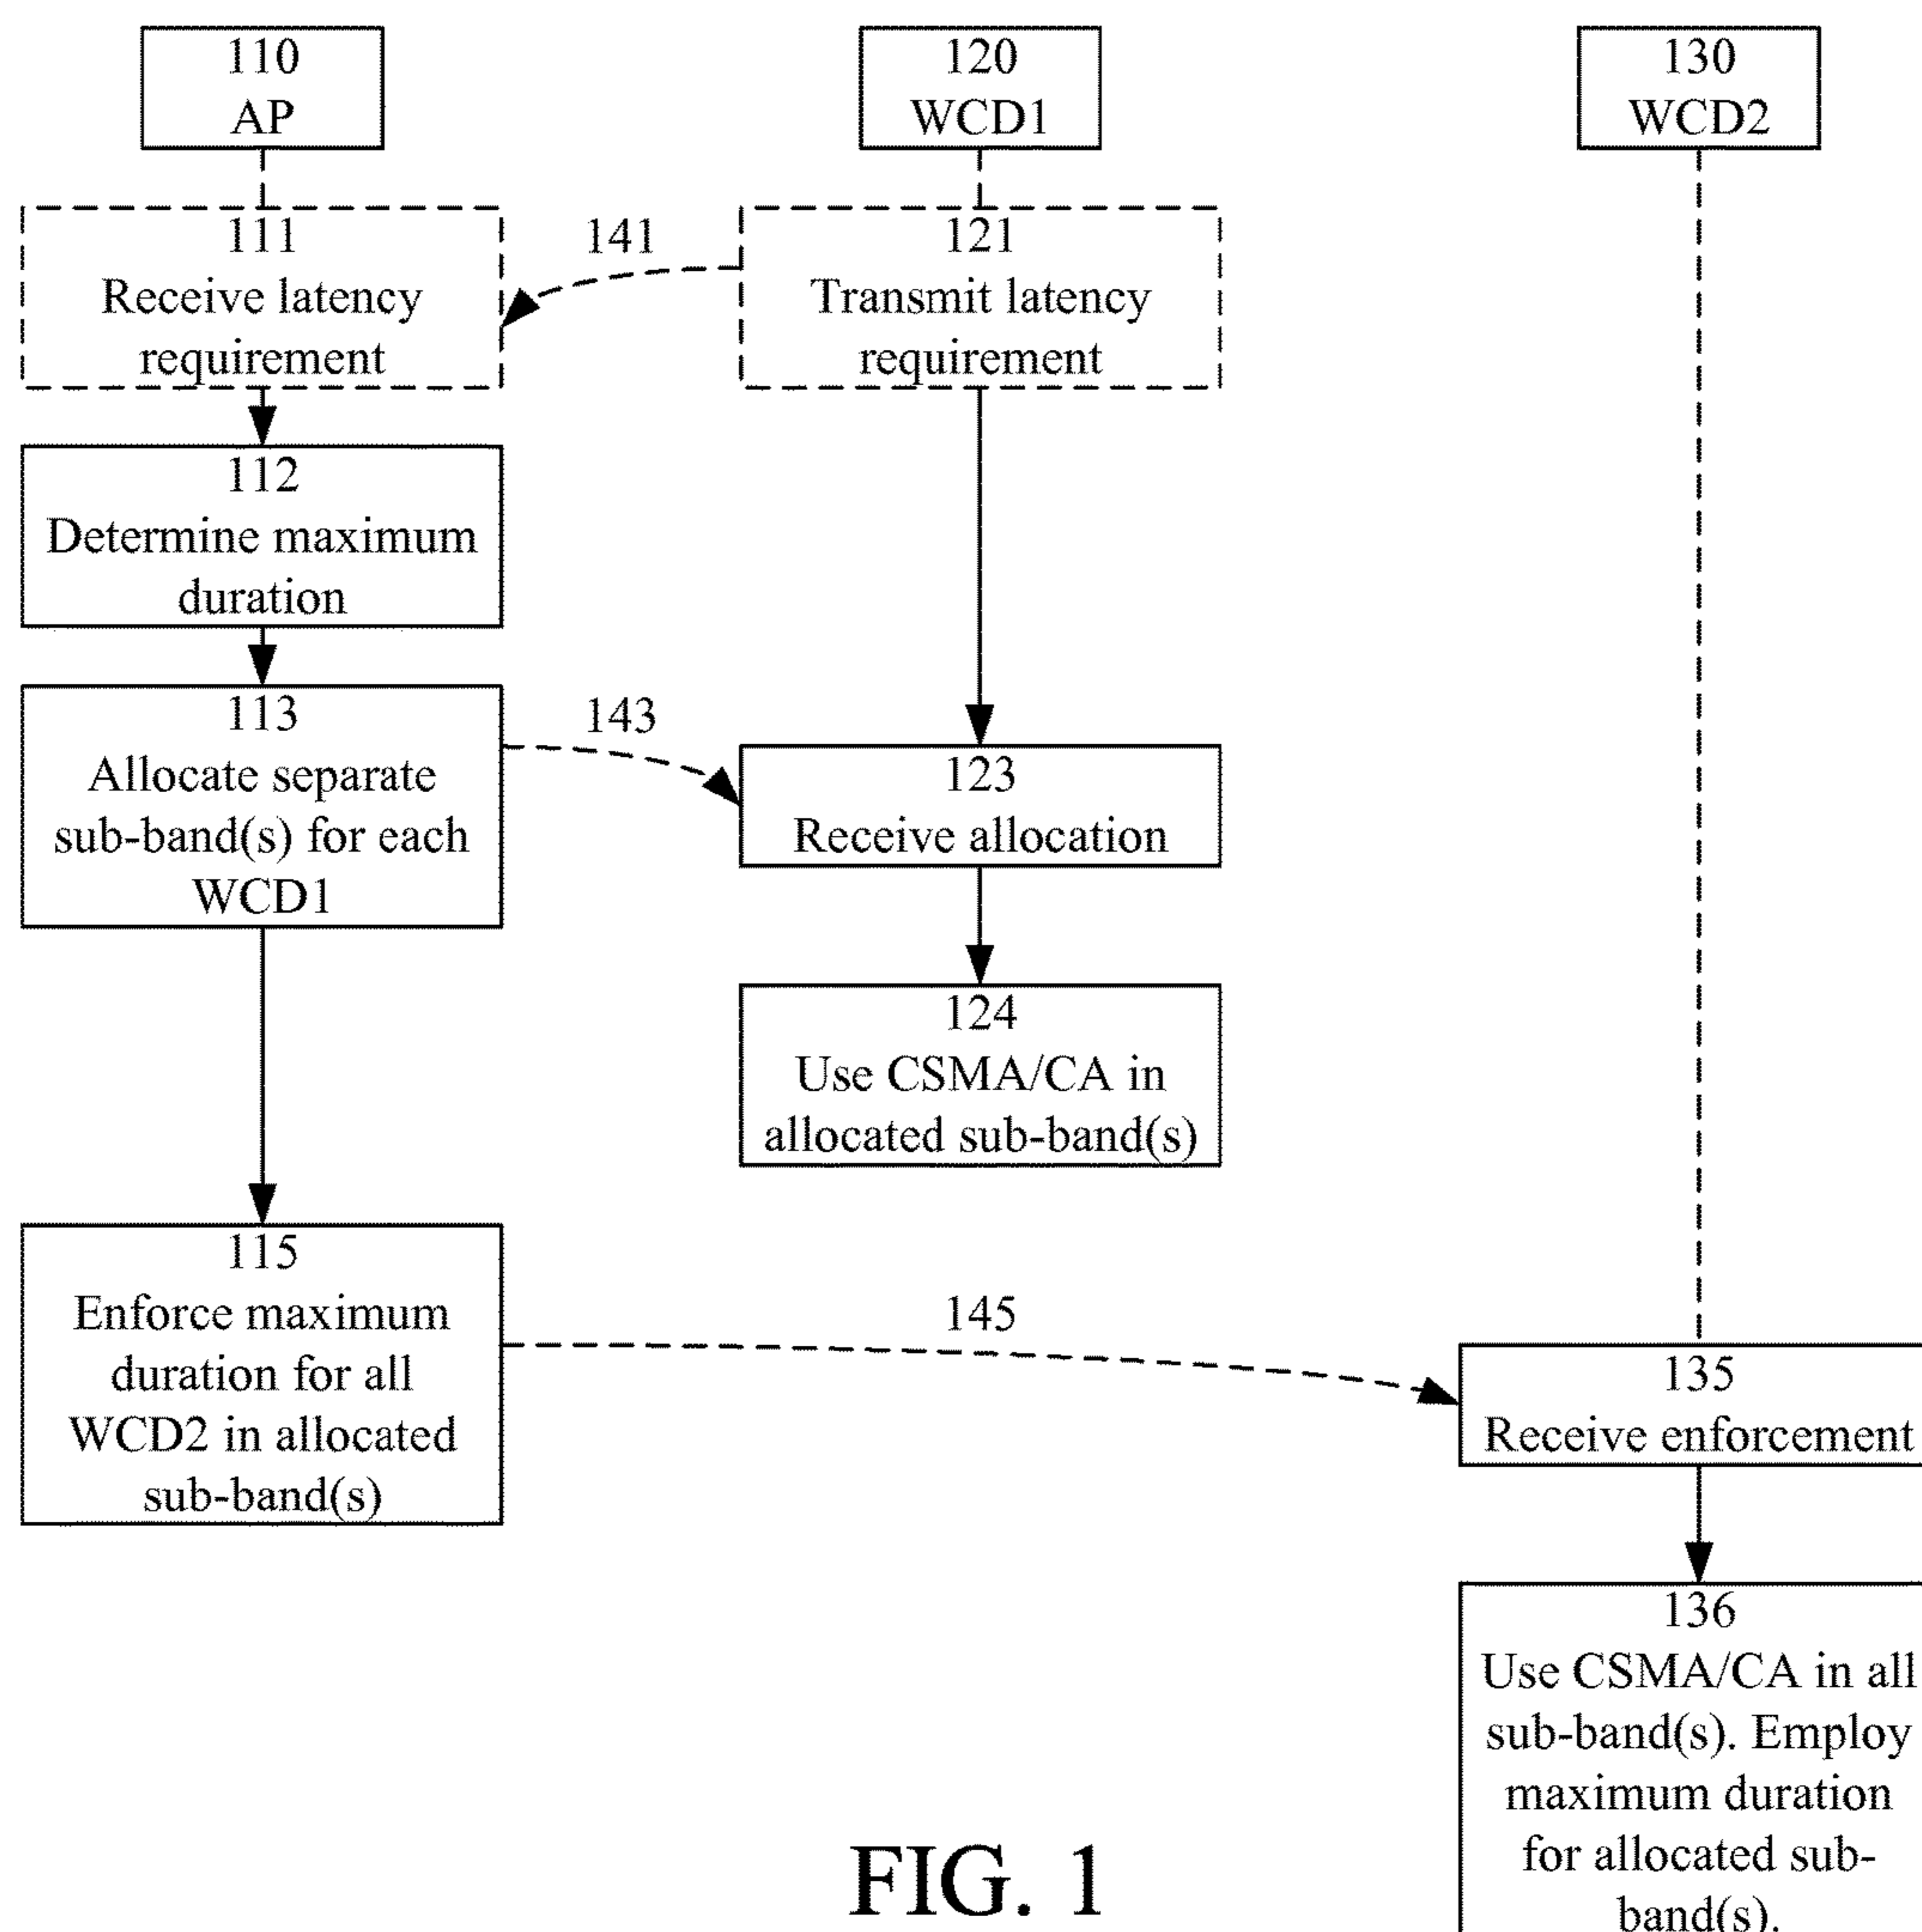 110
AP
120
WCD1
130
WCD2
111
Receive latency
requirement
141
121
Transmit latency
requirement
112
Determine maximum
duration
113
Allocate separate
sub-band(s) for each
WCD1
143
123
Receive allocation
124
Use CSMA/CA in
allocated sub-band(s)
115
Enforce maximum
duration for all
WCD2 in allocated
sub-band(s)
145
135
Receive enforcement
136
Use CSMA/CA in all
sub-band(s). Employ
maximum duration
for allocated sub-
band(s).
FIG. 1